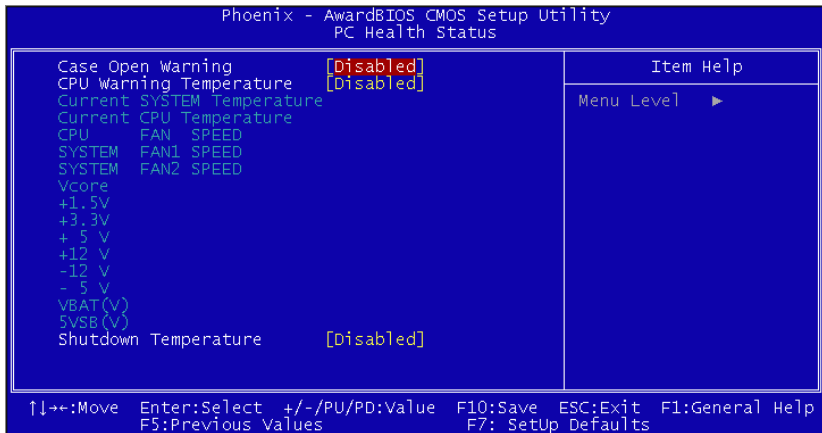 Phoenix - AwardBIOS CMOS Setup Utility
PC Health Status
Case Open Warning [Disabled]
CPU Warning Temperature [Disabled]
Current SYSTEM Temperature
Current CPU Temperature
CPU FAN SPEED
SYSTEM FAN1 SPEED
SYSTEM FAN2 SPEED
Vcore
+1.5V
+3.3V
+ 5 V
+12 V
-12 V
- 5 V
VBAT(V)
5VSB(V)
Shutdown Temperature [Disabled]
Item Help
Menu Level ►
↑↓→←:Move Enter:Select +/-/PU/PD:Value F10:Save ESC:Exit F1:General Help
F5:Previous Values F7: SetUp Defaults